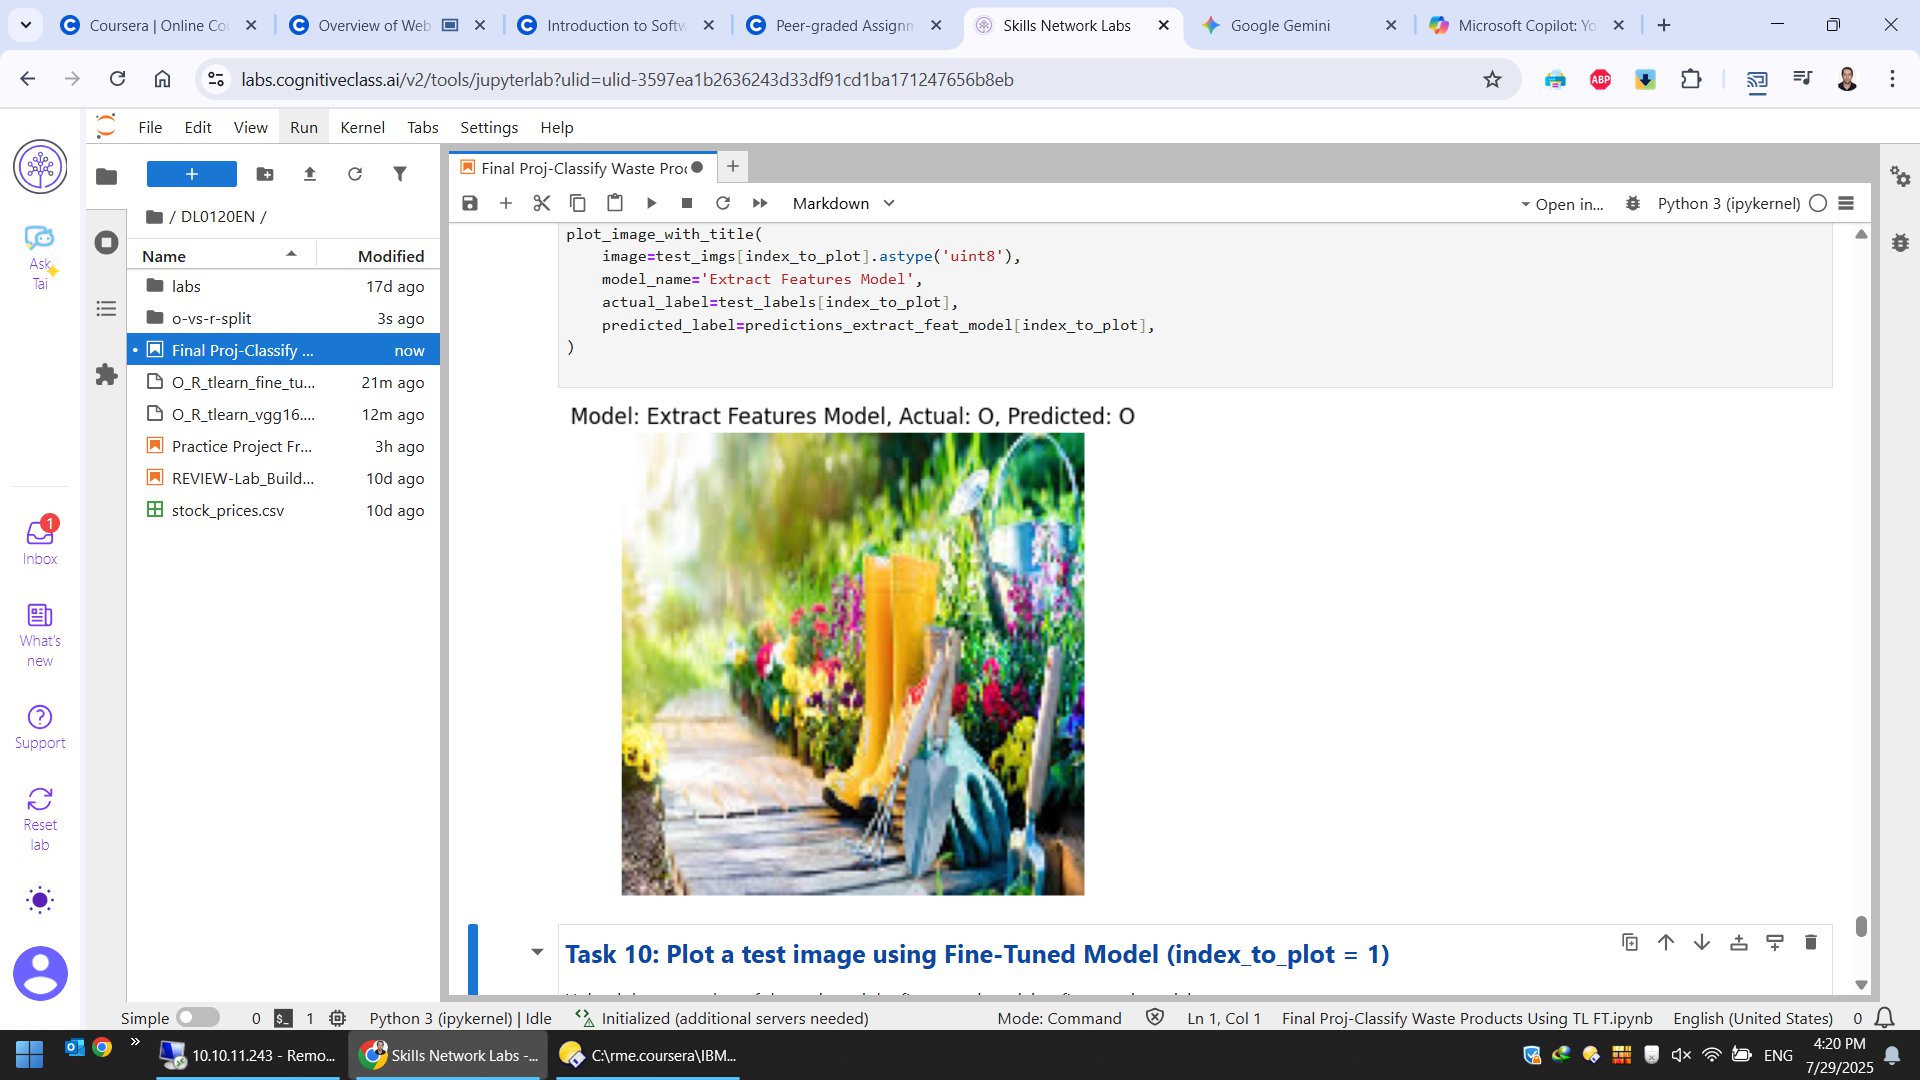 Coursera | Online Co
Overview of Web
Introduction to Softw
Peer-graded Assignm
Skills Network Labs
Google Gemini
Microsoft Copilot: Yo
labs.cognitiveclass.ai/v2/tools/jupyterlab?ulid=ulid-3597ea1b2636243d33df91cd1ba171247656b8eb
ABP
File Edit View Run Kernel Tabs Settings Help
Ask
Tai
1
Inbox
What's
new
Support
Reset
lab
/ DL0120EN /
Name Modified
labs 17d ago
o-vs-r-split 3s ago
Final Proj-Classify ... now
O_R_tlearn_fine_tu... 21m ago
O_R_tlearn_vgg16.... 12m ago
Practice Project Fr... 3h ago
REVIEW-Lab_Build... 10d ago
stock_prices.csv 10d ago
Final Proj-Classify Waste Proc
Markdown
Open in...
Python 3 (ipykernel)
plot_image_with_title(
image=test_imgs[index_to_plot].astype('uint8'),
model_name='Extract Features Model',
actual_label=test_labels[index_to_plot],
predicted_label=predictions_extract_feat_model[index_to_plot],
)
Model: Extract Features Model, Actual: O, Predicted: O
Task 10: Plot a test image using Fine-Tuned Model (index_to_plot = 1)
Simple 0 1 Python 3 (ipykernel) | Idle Initialized (additional servers needed) Mode: Command Ln 1, Col 1 Final Proj-Classify Waste Products Using TL FT.ipynb English (United States) 0
10.10.11.243 - Remo...
Skills Network Labs -...
C:\rme.coursera\IBM...
ENG
4:20 PM
7/29/2025